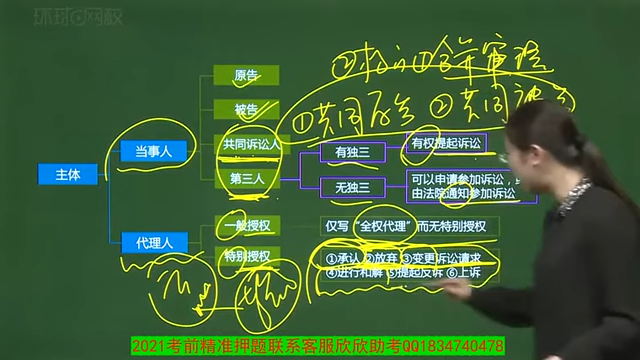 环球网校
②②合并审理
①共同原告 ②共同被告
原告
被告
当事人
共同诉讼人
有独三
有权提起诉讼
主体
第三人
无独三
可以申请参加诉讼，
由法院通知参加诉讼
一般授权
仅写“全权代理”而无特别授权
代理人
特别授权
①承认 ②放弃 ③变更诉讼请求
④进行和解 ⑤提起反诉 ⑥上诉
2021考前精准押题联系客服欣欣助考QQ1834740478